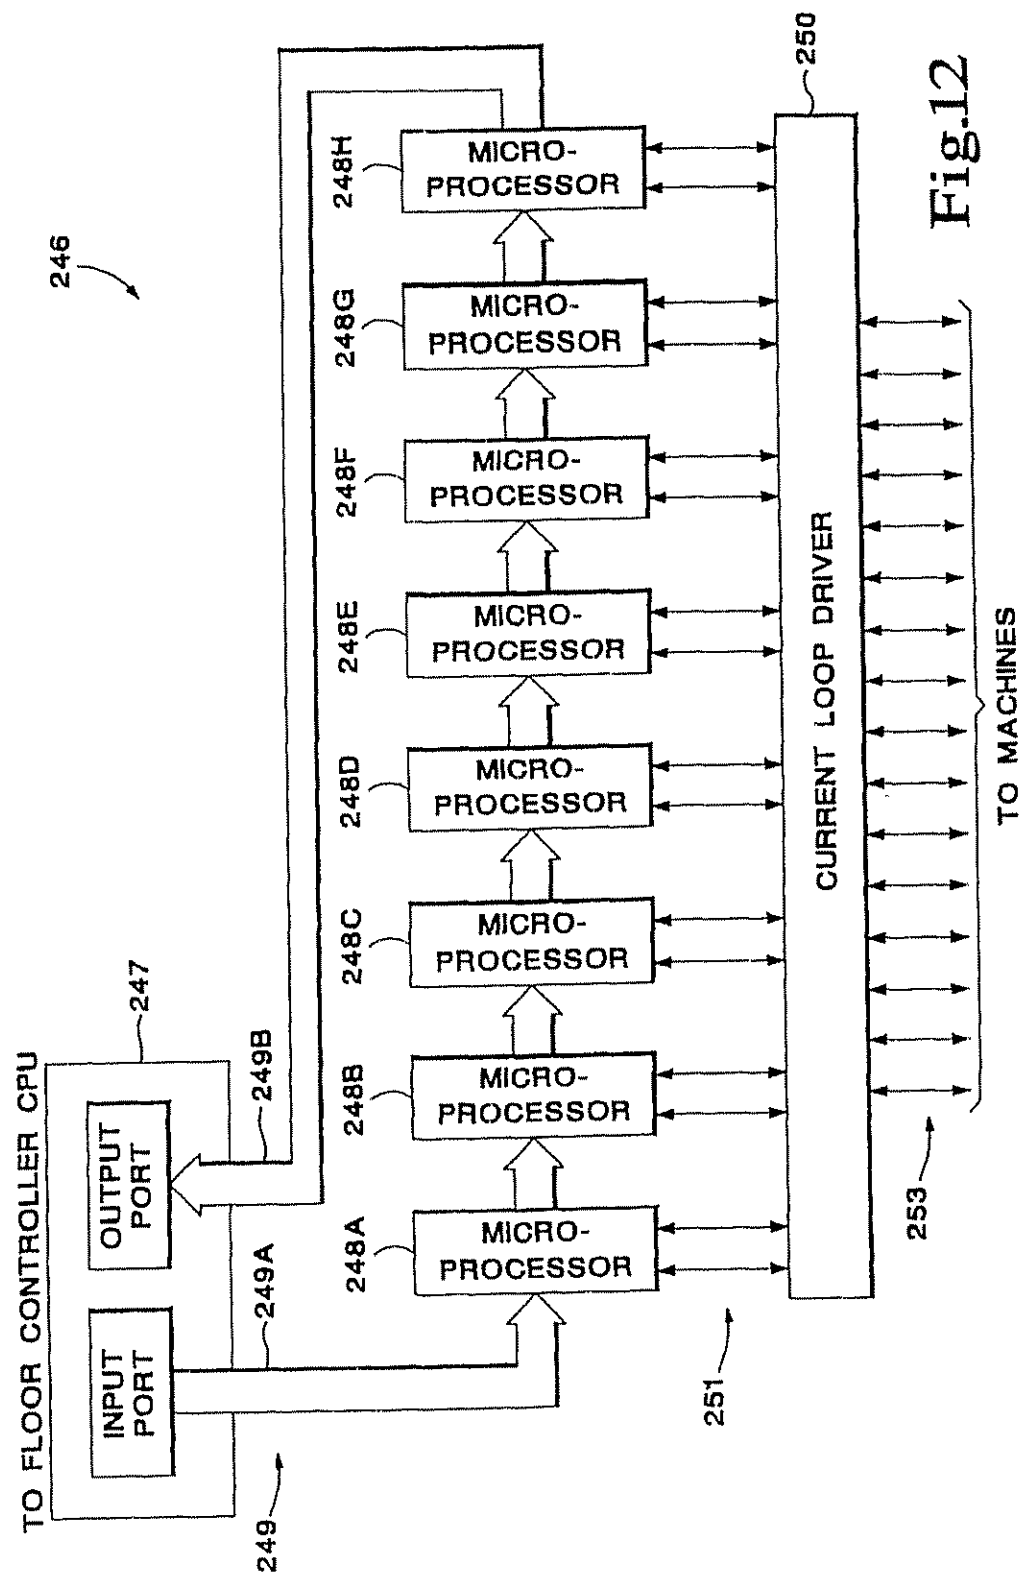 TO FLOOR CONTROLLER CPU
247
INPUT
PORT
OUTPUT
PORT
246
249
249A
249B
248A
248B
248C
248D
248E
248F
248G
248H
MICRO-
PROCESSOR
MICRO-
PROCESSOR
MICRO-
PROCESSOR
MICRO-
PROCESSOR
MICRO-
PROCESSOR
MICRO-
PROCESSOR
MICRO-
PROCESSOR
MICRO-
PROCESSOR
251
CURRENT LOOP DRIVER
250
253
TO MACHINES
Fig.12